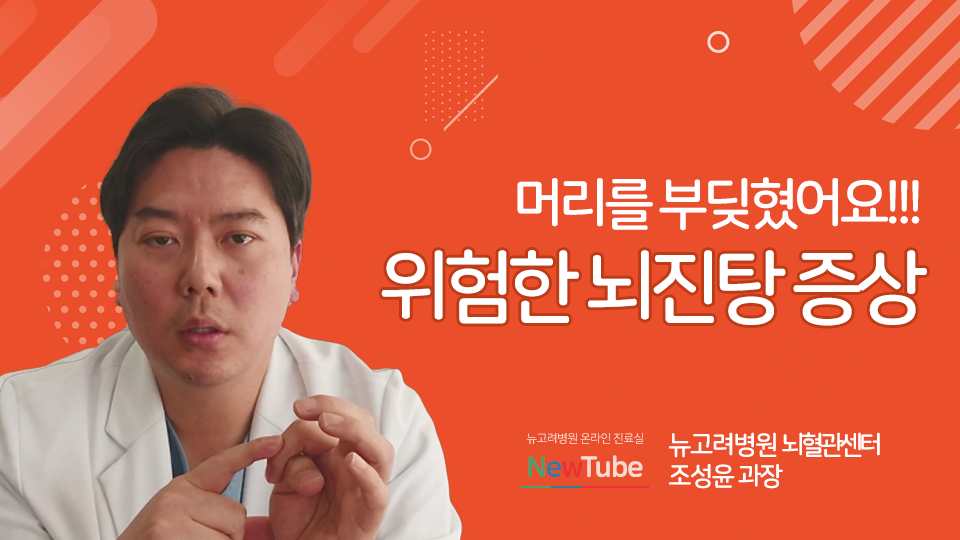 머리를 부딪혔어요!!!
위험한 뇌진탕 증상
뉴고려병원 온라인 진료실
NewTube
뉴고려병원 뇌혈관센터
조성윤 과장